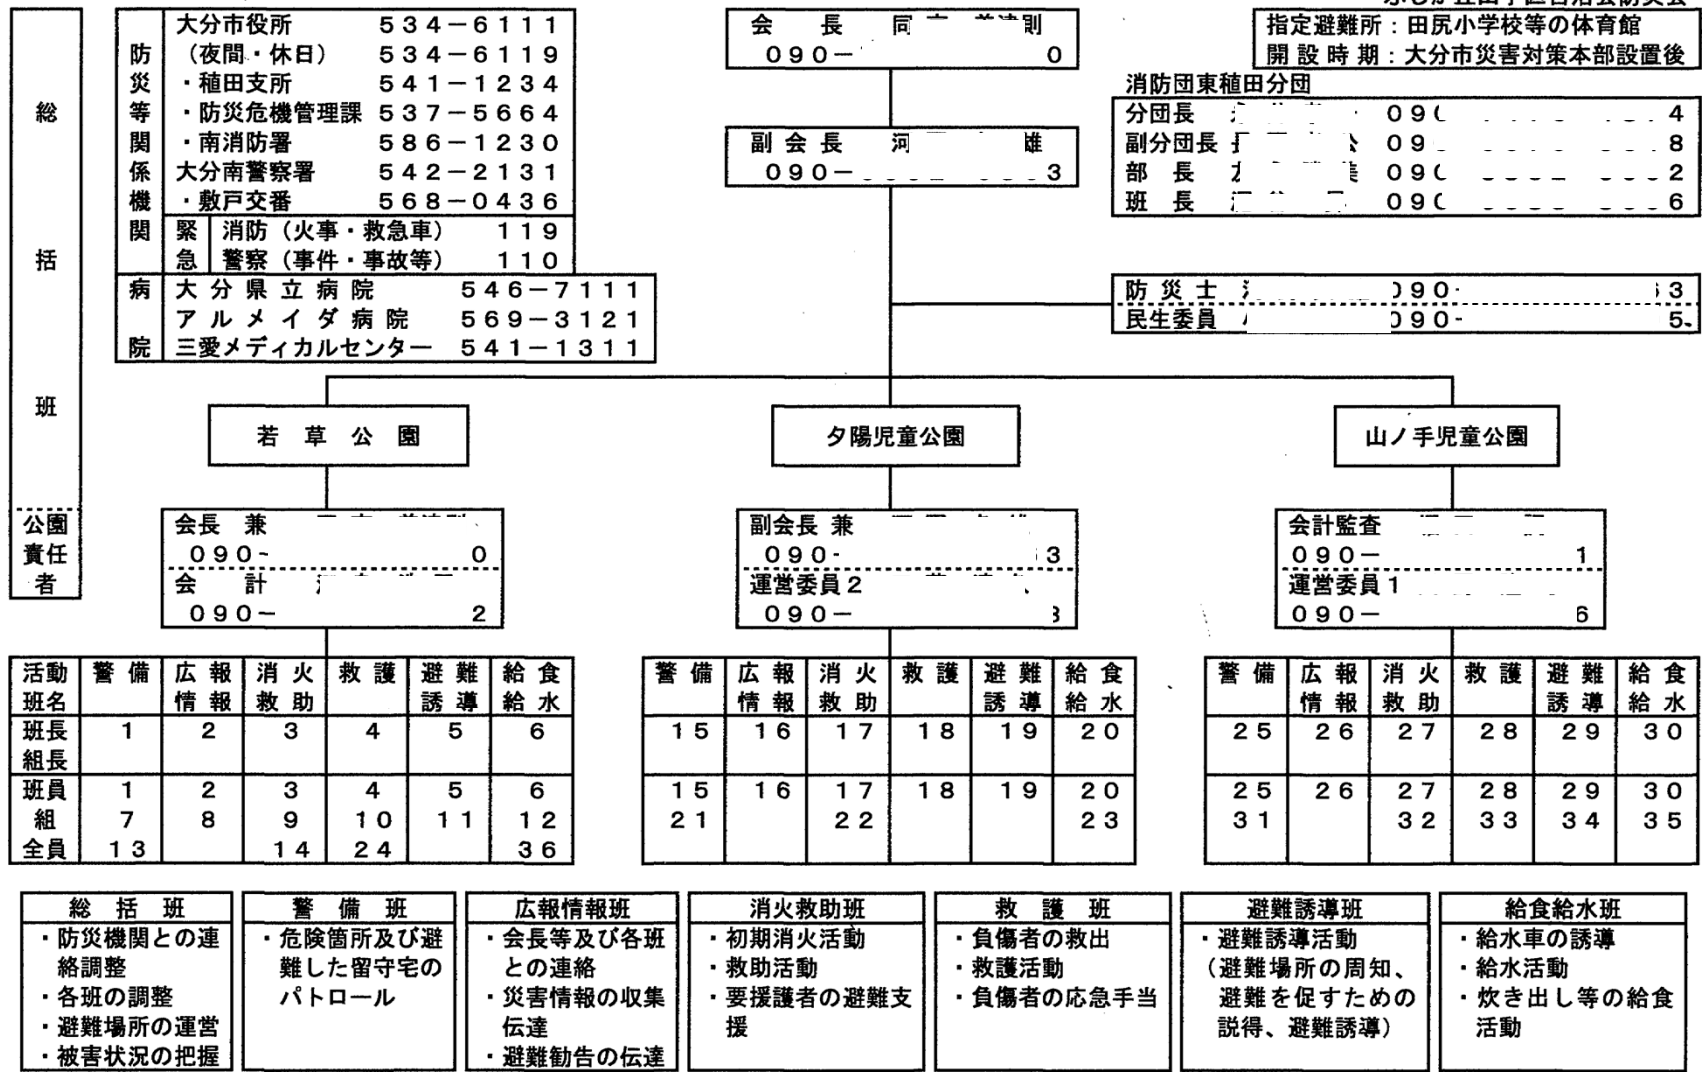 指定避難所：田尻小学校等の体育館
開設時期：大分市災害対策本部設置後
総括班
公園責任者
防災等関係機関
大分市役所 534-6111
（夜間・休日） 534-6119
・稙田支所 541-1234
・防災危機管理課 537-5664
・南消防署 586-1230
大分南警察署 542-2131
・敷戸交番 568-0436
緊急 消防（火事・救急車） 119
警察（事件・事故等） 110
病院
大分県立病院 546-7111
アルメイダ病院 569-3121
三愛メディカルセンター 541-1311
会長
090- 0
副会長 河 雄
090- 3
消防団東稙田分団
分団長 090 4
副分団長 09 8
部長 090 2
班長 090 6
防災士 090- 3
民生委員 090- 5
若草公園
夕陽児童公園
山ノ手児童公園
会長 兼
090- 0
会計
090- 2
副会長 兼
090- 3
運営委員2
090-
会計監査
090- 1
運営委員1
090- 6
活動班名 警備 広報情報 消火救助 救護 避難誘導 給食給水
班長組長 1 2 3 4 5 6
班員 1 2 3 4 5 6
組 7 8 9 10 11 12
全員 13 14 24 36
警備 広報情報 消火救助 救護 避難誘導 給食給水
15 16 17 18 19 20
15 16 17 18 19 20
21 22 23
警備 広報情報 消火救助 救護 避難誘導 給食給水
25 26 27 28 29 30
25 26 27 28 29 30
31 32 33 34 35
総括班
・防災機関との連
絡調整
・各班の調整
・避難場所の運営
・被害状況の把握
警備班
・危険箇所及び避
難した留守宅の
パトロール
広報情報班
・会長等及び各班
との連絡
・災害情報の収集
伝達
・避難勧告の伝達
消火救助班
・初期消火活動
・救助活動
・要援護者の避難支
援
救護班
・負傷者の救出
・救護活動
・負傷者の応急手当
避難誘導班
・避難誘導活動
（避難場所の周知、
避難を促すための
説得、避難誘導）
給食給水班
・給水車の誘導
・給水活動
・炊き出し等の給食
活動